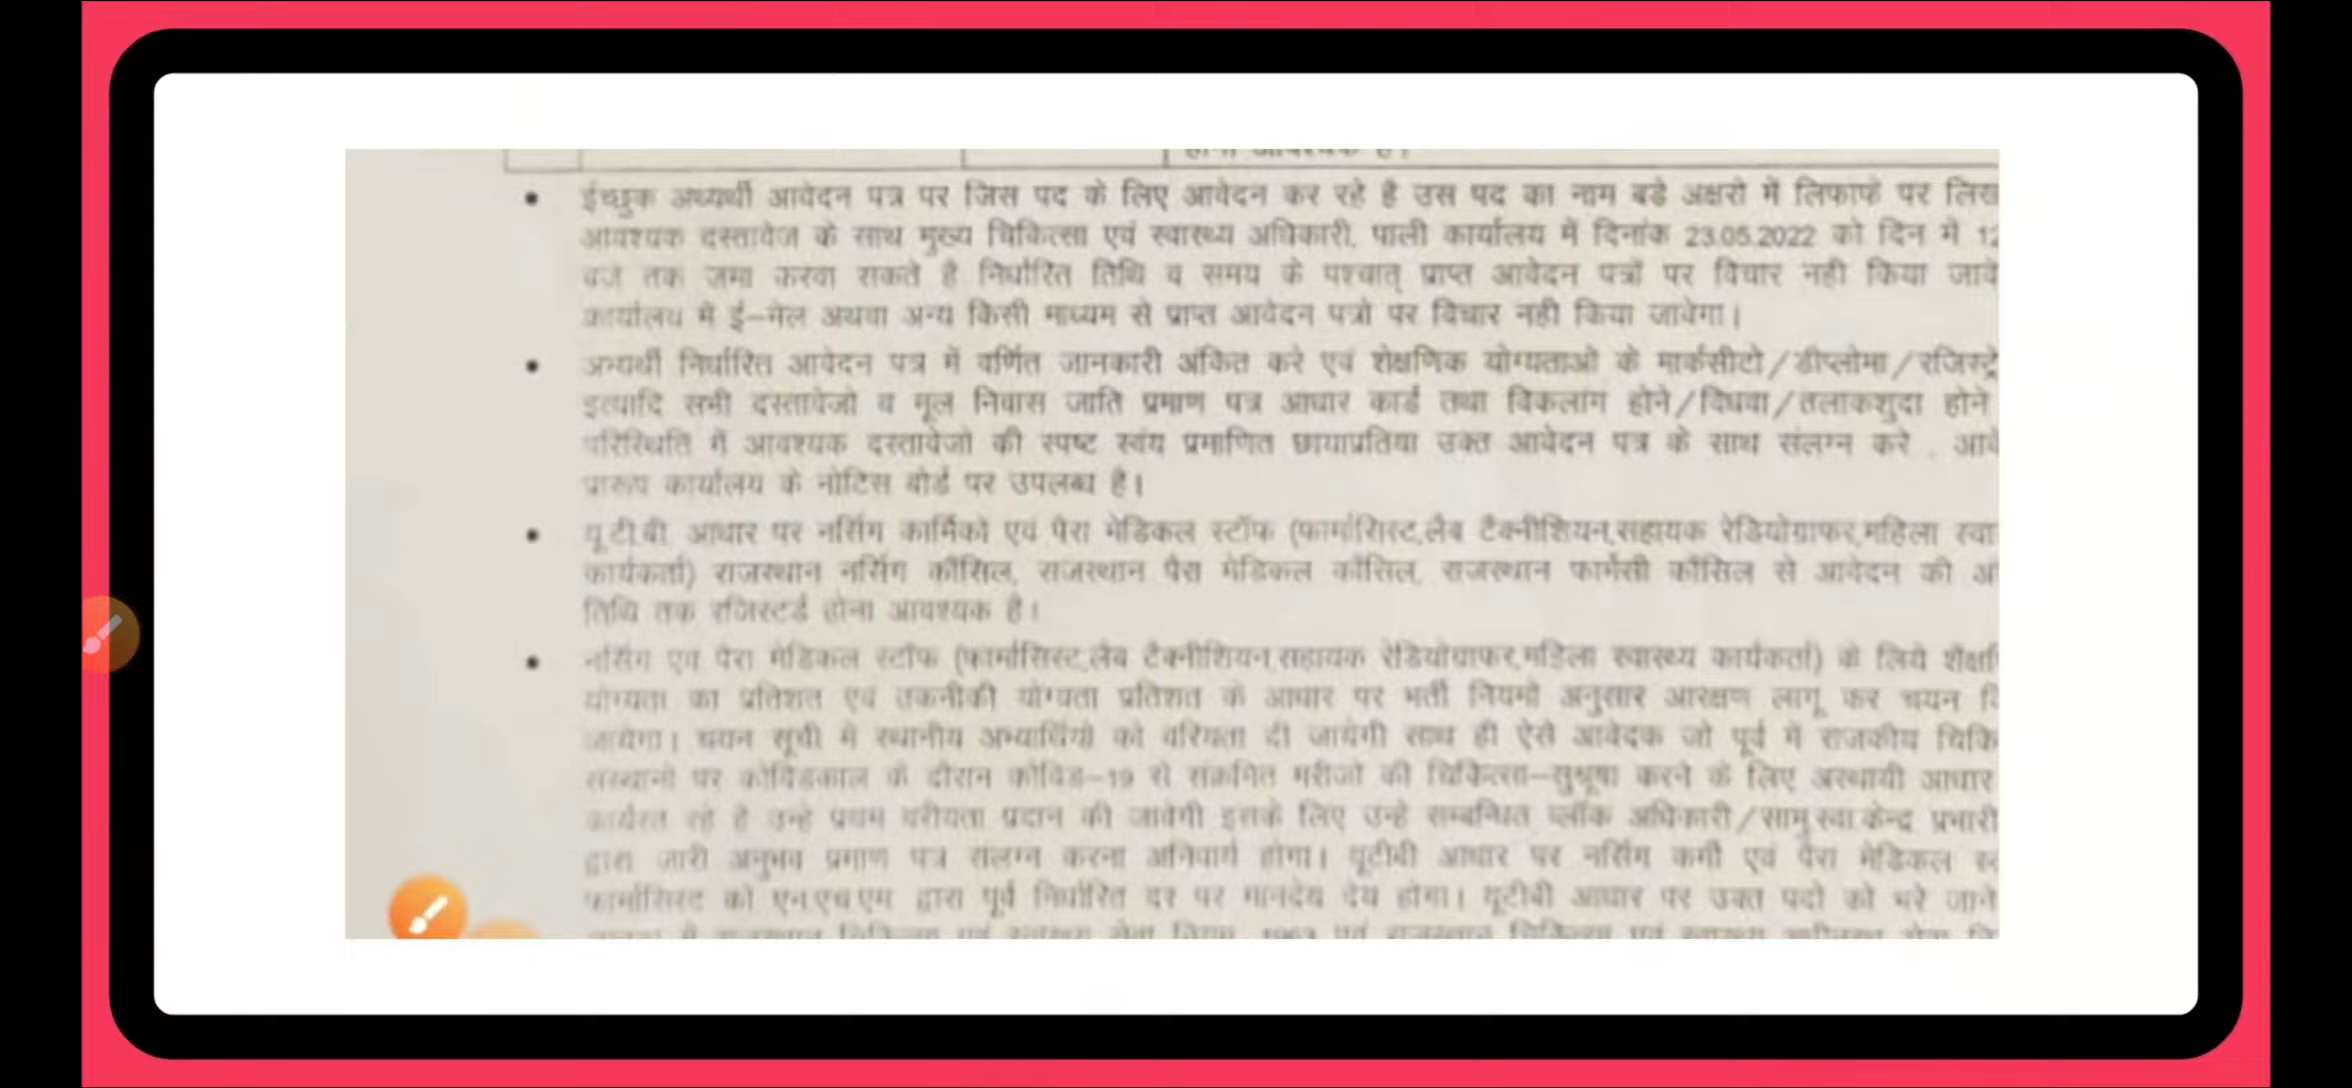 ईच्छुक अभ्यर्थी आवेदन पत्र पर जिस पद के लिए आवेदन कर रहे है उस पद का नाम बडे अक्षरो में लिफाफे पर लिख
आवश्यक दस्तावेज के साथ मुख्य चिकित्सा एवं स्वास्थ्य अधिकारी, पाली कार्यालय में दिनांक 23.05.2022 को दिन में 12
बजे तक जमा करवा सकते है निर्धारित तिथि व समय के पश्चात् प्राप्त आवेदन पत्रों पर विचार नही किया जावे
कार्यालय में ई–मेल अथवा अन्य किसी माध्यम से प्राप्त आवेदन पत्रो पर विचार नही किया जावेगा।
अभ्यर्थी निर्धारित आवेदन पत्र में वर्णित जानकारी अंकित करे एवं शैक्षणिक योग्यताओ के मार्कसीटो/डीप्लोमा/रजिस्ट्रे
इत्यादि सभी दस्तावेजो व मूल निवास जाति प्रमाण पत्र आधार कार्ड तथा विकलांग होने/विधवा/तलाकशुदा होने
परिस्थिति में आवश्यक दस्तावेजो की स्पष्ट स्वंय प्रमाणित छायाप्रतिया उक्त आवेदन पत्र के साथ संलग्न करे . आवे
प्रारूप कार्यालय के नोटिस बोर्ड पर उपलब्ध है।
यू.टी.बी. आधार पर नर्सिंग कार्मिको एवं पैरा मेडिकल स्टॉफ (फार्मासिस्ट,लैब टैक्नीशियन,सहायक रेडियोग्राफर,महिला स्वा
कार्यकर्ता) राजस्थान नर्सिंग कौंसिल, राजस्थान पैरा मेडिकल कौंसिल, राजस्थान फार्मेसी कौंसिल से आवेदन की अं
तिथि तक रजिस्टर्ड होना आवश्यक है।
नर्सिंग एवं पैरा मेडिकल स्टॉफ (फार्मासिस्ट,लैब टैक्नीशियन,सहायक रेडियोग्राफर,महिला स्वास्थ्य कार्यकर्ता) के लिये शैक्षणि
योग्यता का प्रतिशत एवं तकनीकी योग्यता प्रतिशत के आधार पर भर्ती नियमो अनुसार आरक्षण लागू कर चयन कि
जायेगा। चयन सूची में स्थानीय अभ्यार्थियो को वरियता दी जायेगी साथ ही ऐसे आवेदक जो पूर्व में राजकीय चिकि
संस्थानो पर कोविडकाल के दौरान कोविड–19 से संक्रमित मरीजो की चिकित्सा–सुश्रूषा करने के लिए अस्थायी आधार
कार्यरत रहे है उन्हे प्रथम वरीयता प्रदान की जावेगी इसके लिए उन्हे सम्बन्धित ब्लॉक अधिकारी/सामु.स्वा.केन्द्र प्रभारी
द्वारा जारी अनुभव प्रमाण पत्र संलग्न करना अनिवार्य होगा। यूटीबी आधार पर नर्सिंग कर्मी एवं पैरा मेडिकल स्
फार्मासिस्ट को एन.एच.एम द्वारा पूर्व निर्धारित दर पर मानदेय देय होगा। यूटीबी आधार पर उक्त पदो को भरे जाने